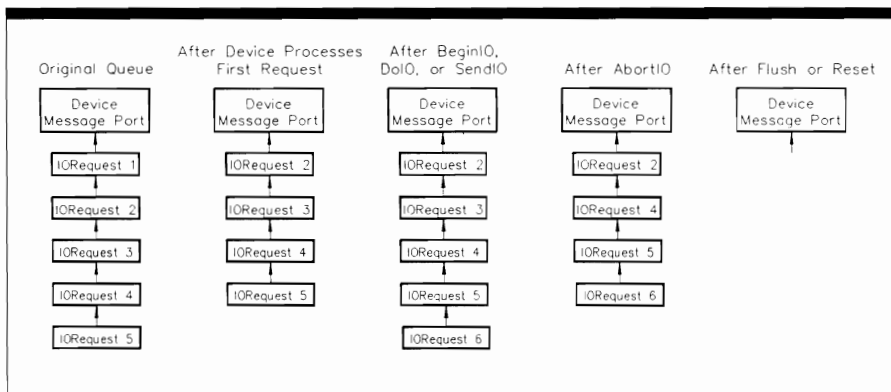 Original Queue
Device
Message Port
IORequest 1
IORequest 2
IORequest 3
IORequest 4
IORequest 5
After Device Processes
First Request
Device
Message Port
IORequest 2
IORequest 3
IORequest 4
IORequest 5
After BeginIO,
DoIO, or SendIO
Device
Message Port
IORequest 2
IORequest 3
IORequest 4
IORequest 5
IORequest 6
After AbortIO
Device
Message Port
IORequest 2
IORequest 4
IORequest 5
IORequest 6
After Flush or Reset
Device
Message Port